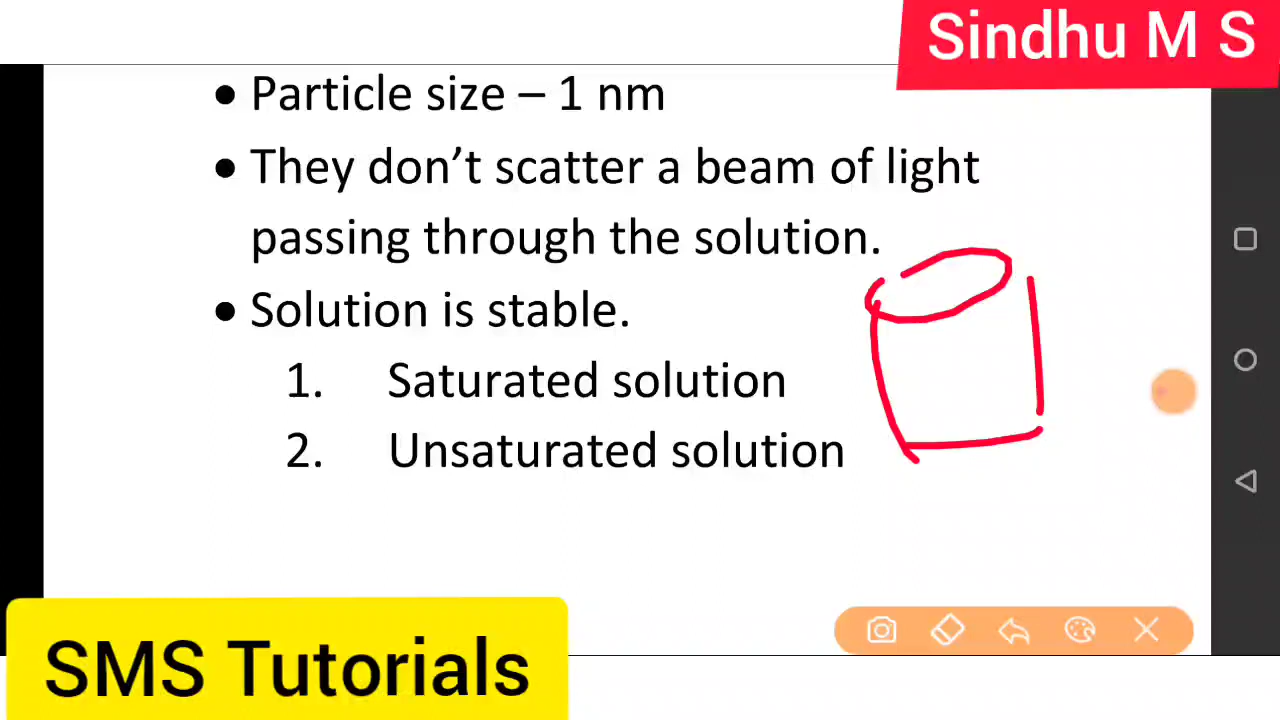 Sindhu M S
• Particle size – 1 nm
• They don’t scatter a beam of light
passing through the solution.
• Solution is stable.
1. Saturated solution
2. Unsaturated solution
SMS Tutorials